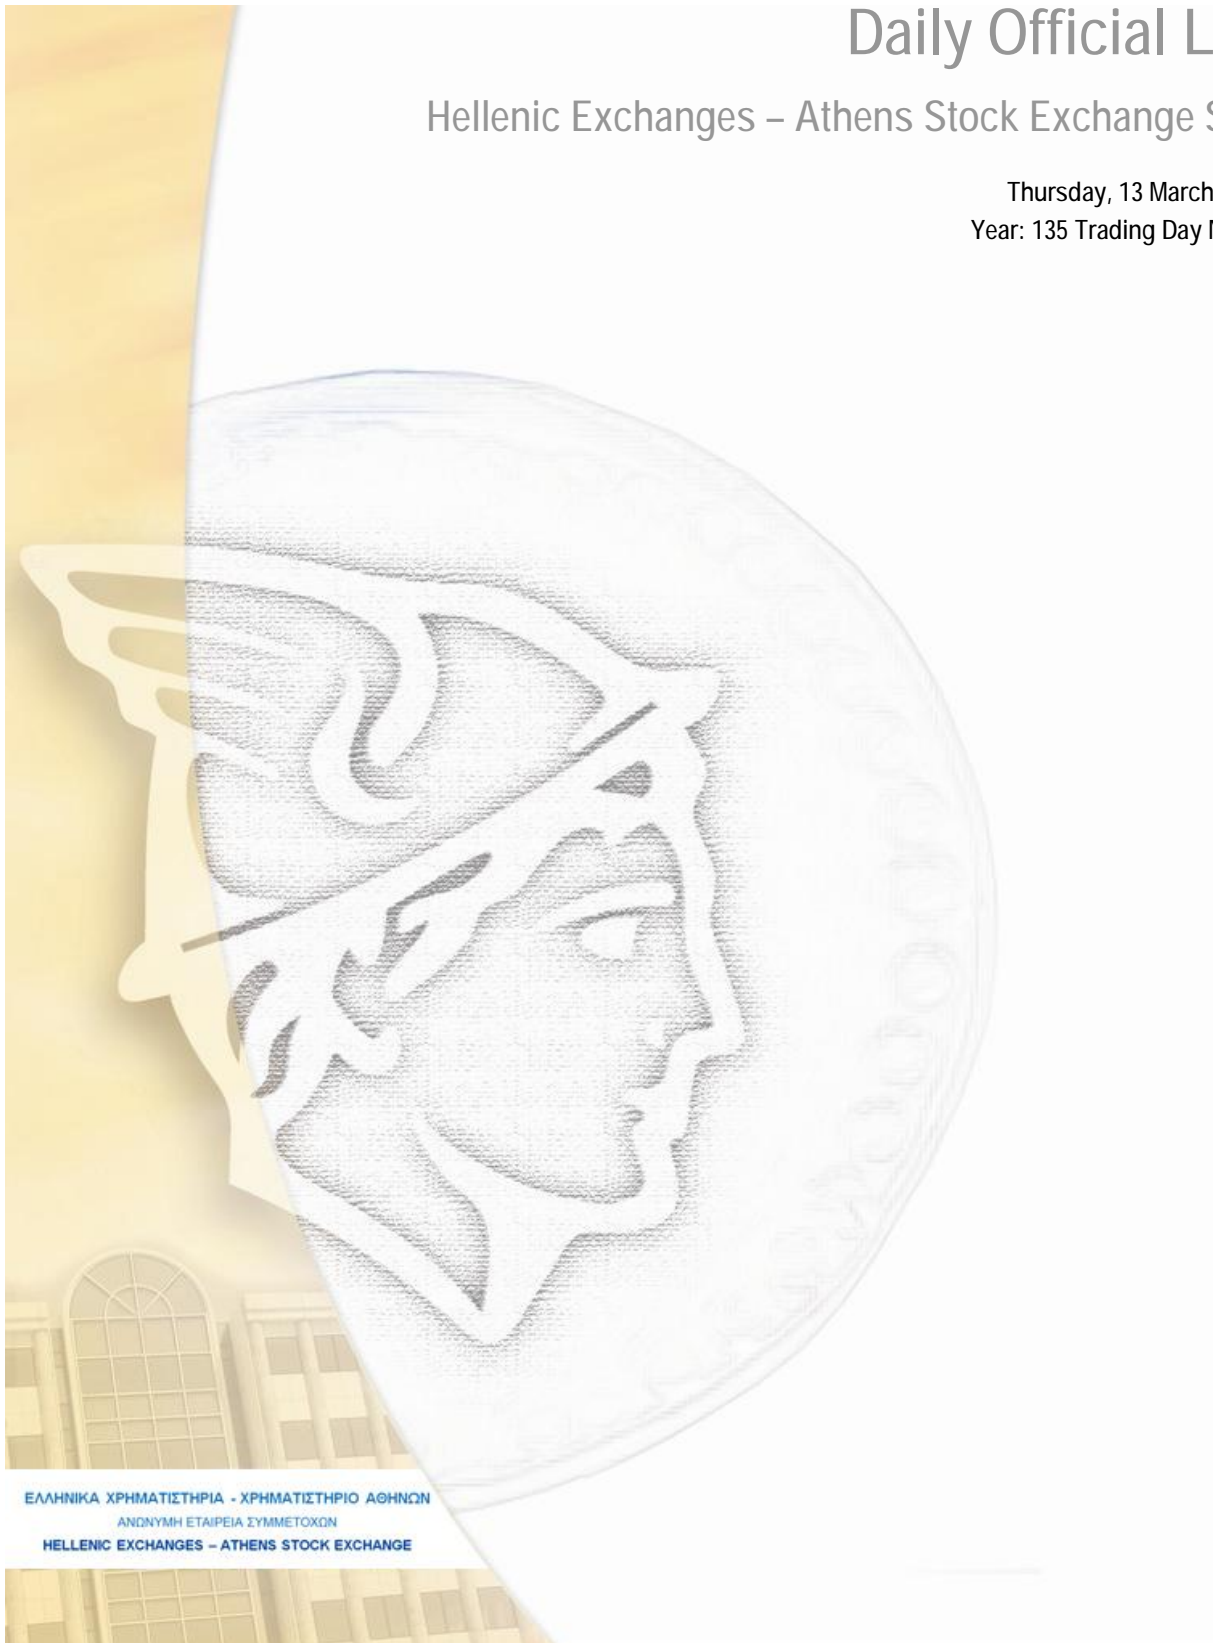 Daily Official L
Hellenic Exchanges – Athens Stock Exchange S
Thursday, 13 March
Year: 135 Trading Day N
ΕΛΛΗΝΙΚΑ ΧΡΗΜΑΤΙΣΤΗΡΙΑ - ΧΡΗΜΑΤΙΣΤΗΡΙΟ ΑΘΗΝΩΝ
ΑΝΩΝΥΜΗ ΕΤΑΙΡΕΙΑ ΣΥΜΜΕΤΟΧΩΝ
HELLENIC EXCHANGES – ATHENS STOCK EXCHANGE